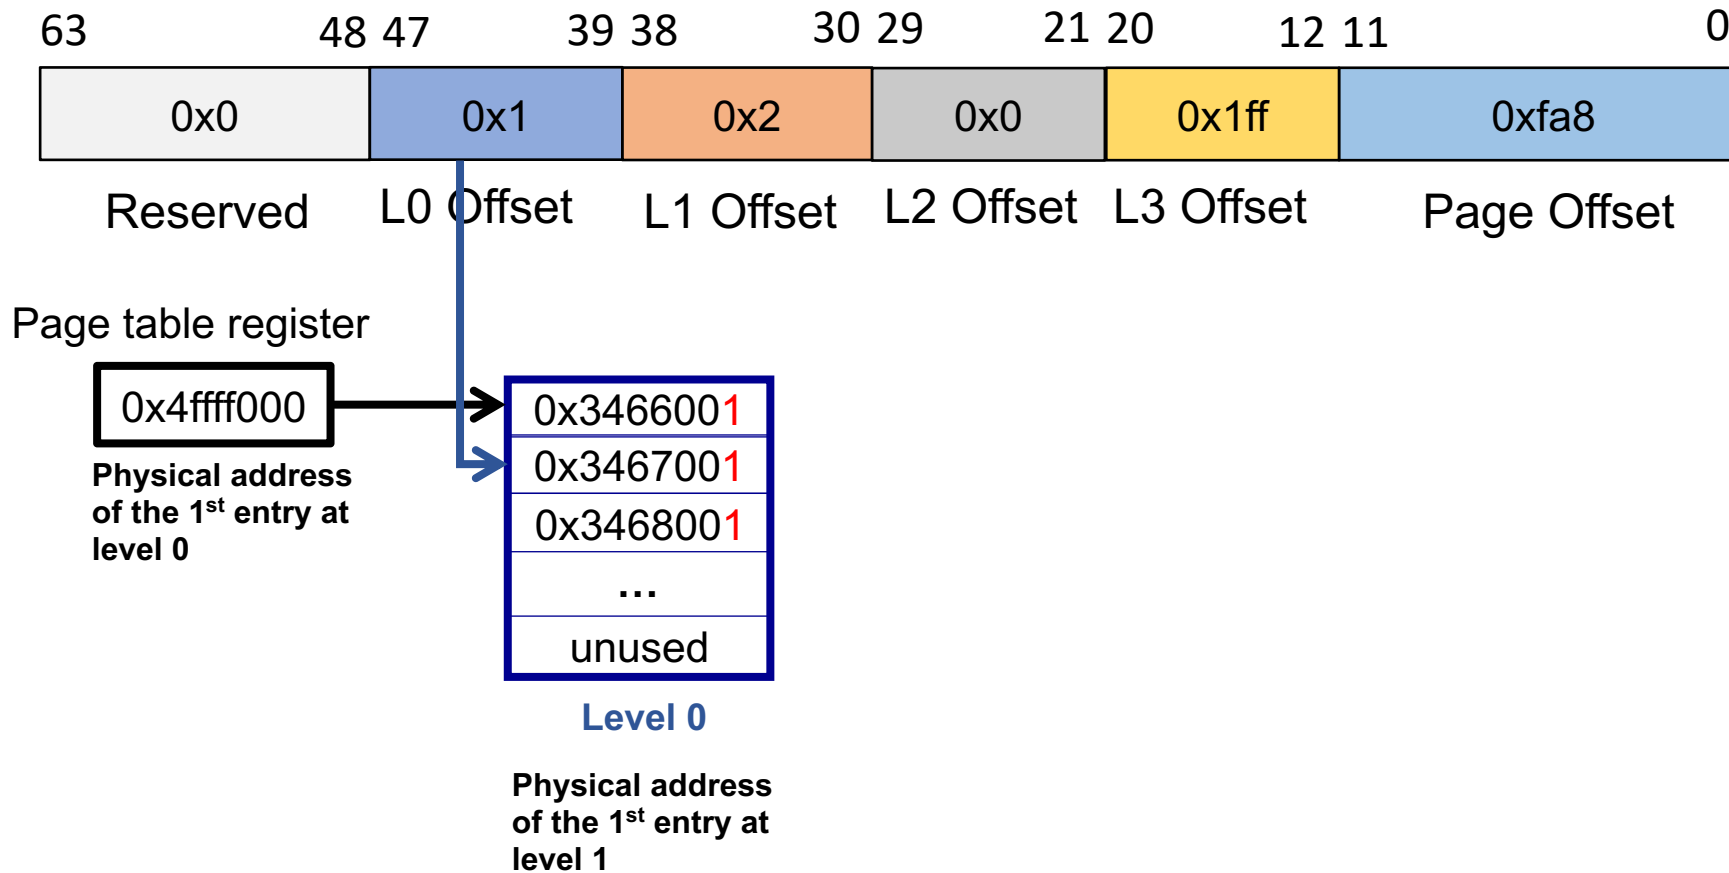 63 48 47 39 38 30 29 21 20 12 11 0
0x0 0x1 0x2 0x0 0x1ff 0xfa8
Reserved L0 Offset L1 Offset L2 Offset L3 Offset Page Offset
Page table register
0x4ffff000
Physical address
of the 1st entry at
level 0
0x3466001
0x3467001
0x3468001
...
unused
Level 0
Physical address
of the 1st entry at
level 1